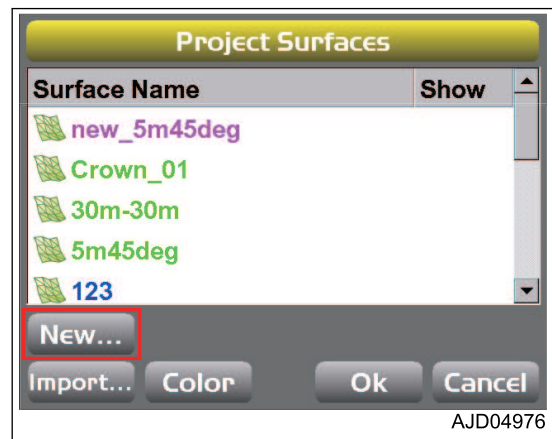 Project Surfaces
Surface Name Show
new_5m45deg
Crown_01
30m-30m
5m45deg
123
New...
Import... Color Ok Cancel
AJD04976